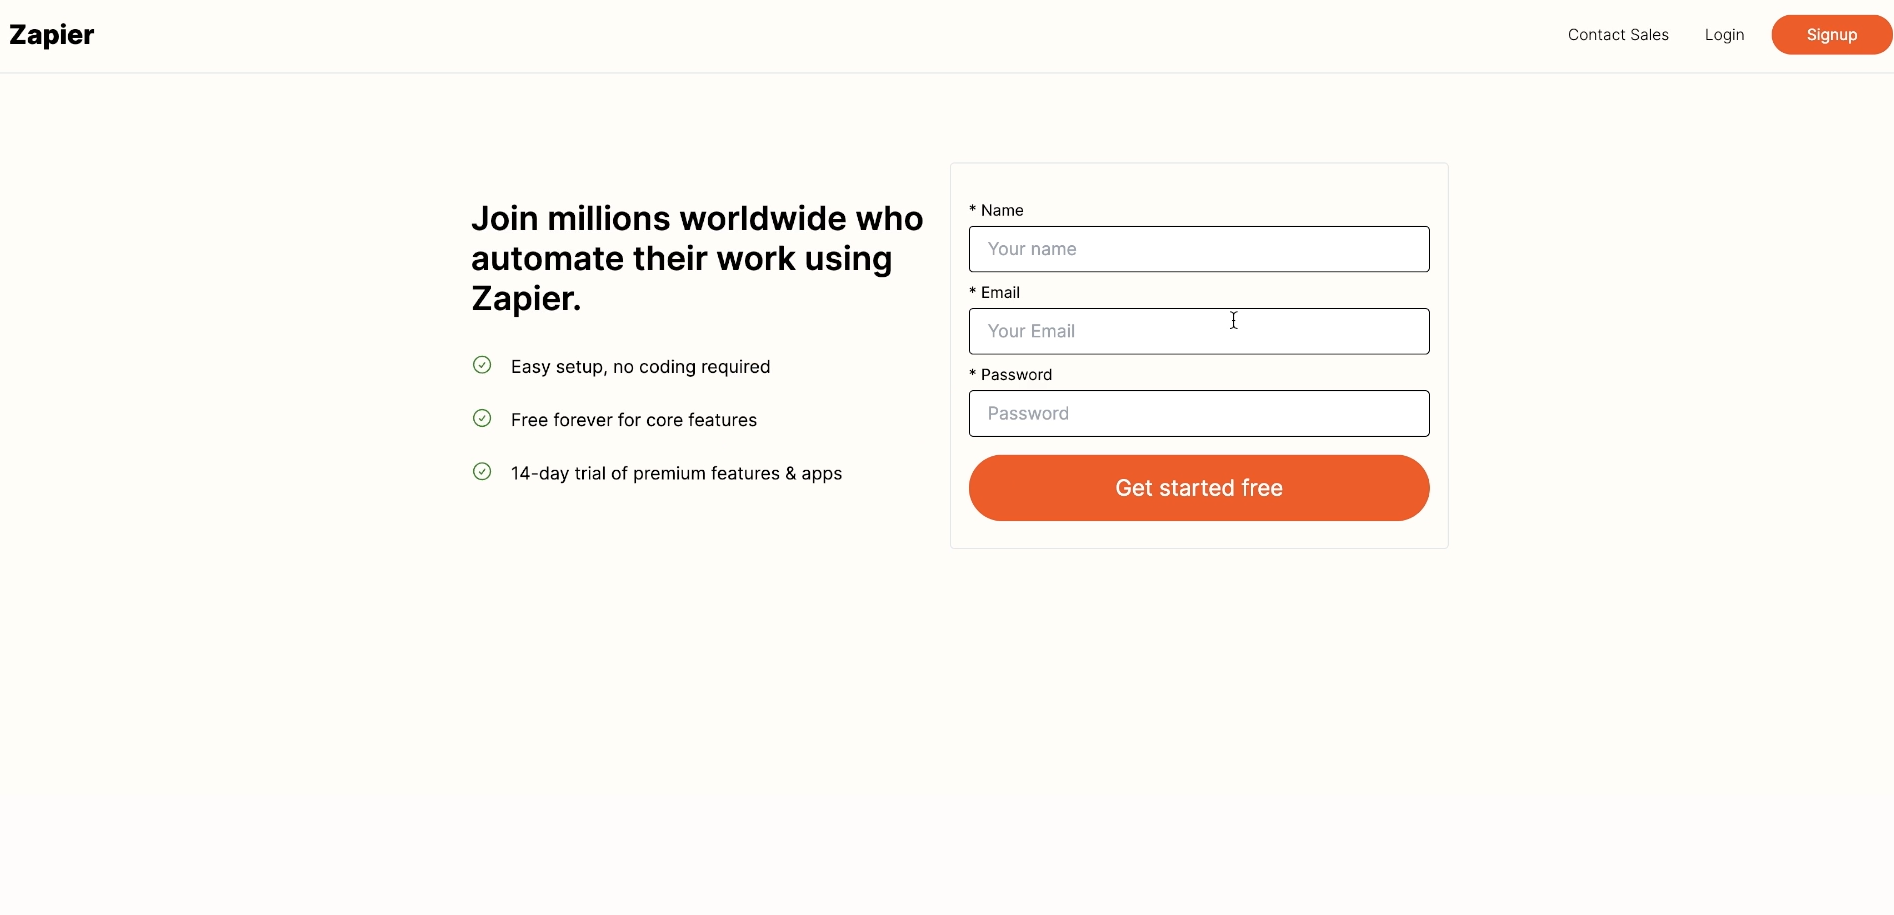 Zapier
Contact Sales
Login
Signup
Join millions worldwide who
automate their work using
Zapier.
Easy setup, no coding required
Free forever for core features
14-day trial of premium features & apps
* Name
Your name
* Email
Your Email
* Password
Password
Get started free